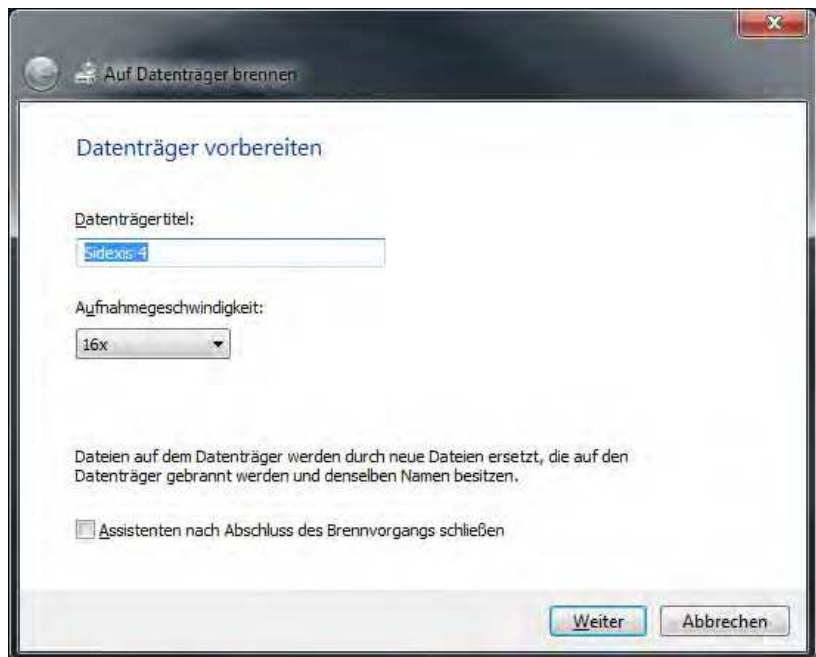 Auf Datenträger brennen
Datenträger vorbereiten
Datenträgertitel:
Sidexis 4
Aufnahmegeschwindigkeit:
16x
Dateien auf dem Datenträger werden durch neue Dateien ersetzt, die auf den
Datenträger gebrannt werden und denselben Namen besitzen.
Assistenten nach Abschluss des Brennvorgangs schließen
Weiter
Abbrechen